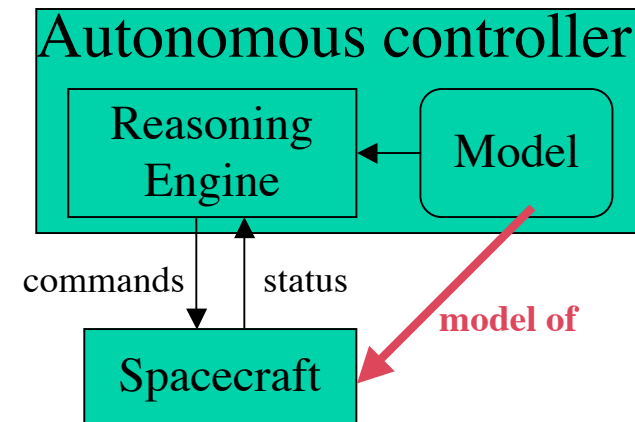 Autonomous controller
Reasoning
Engine
Model
commands
status
model of
Spacecraft